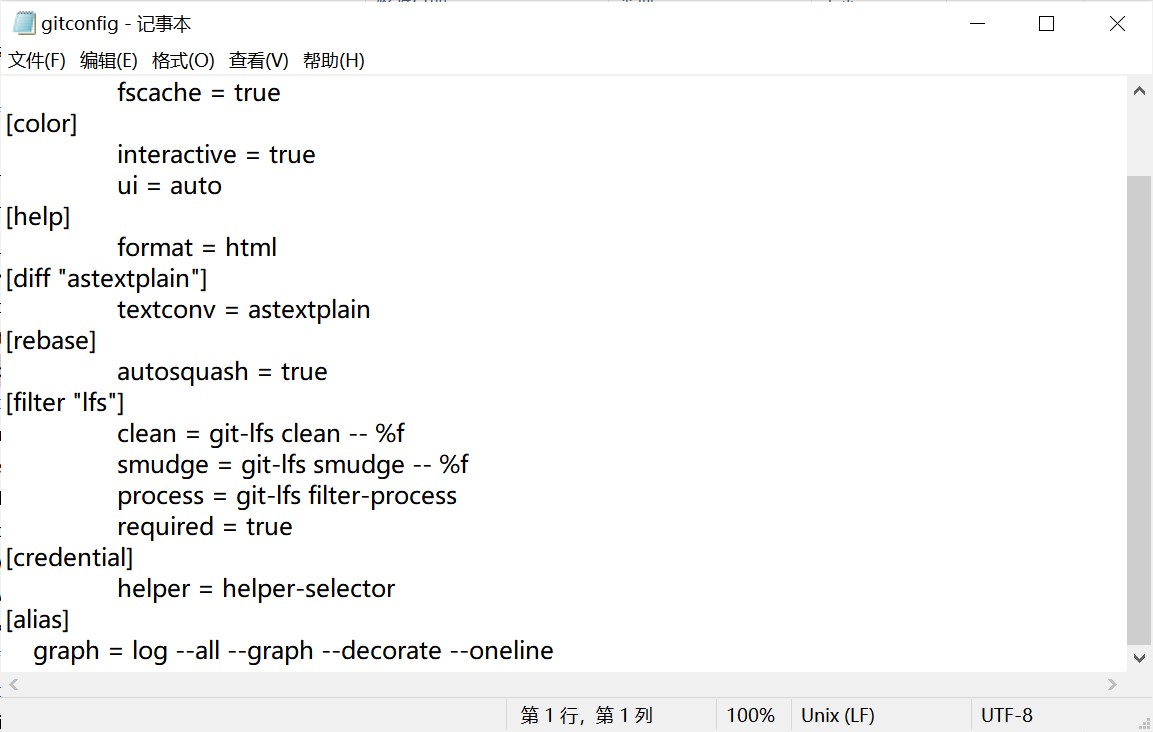 gitconfig - 记事本
文件(F) 编辑(E) 格式(O) 查看(V) 帮助(H)
fscache = true
[color]
interactive = true
ui = auto
[help]
format = html
[diff "astextplain"]
textconv = astextplain
[rebase]
autosquash = true
[filter "lfs"]
clean = git-lfs clean -- %f
smudge = git-lfs smudge -- %f
process = git-lfs filter-process
required = true
[credential]
helper = helper-selector
[alias]
graph = log --all --graph --decorate --oneline
第 1 行，第 1 列 100% Unix (LF) UTF-8